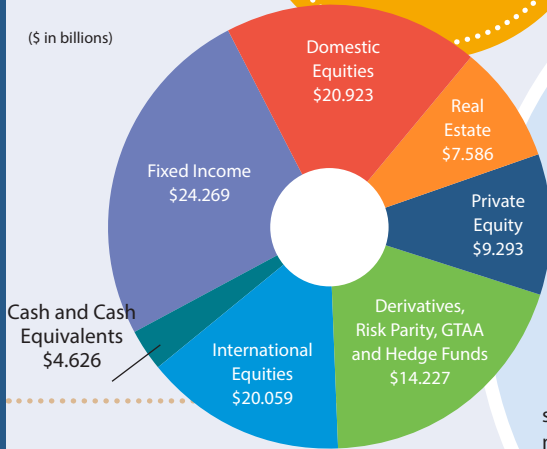 ($ in billions)
Domestic
Equities
$20.923
Real
Estate
$7.586
Private
Equity
$9.293
Derivatives,
Risk Parity, GTAA
and Hedge Funds
$14.227
International
Equities
$20.059
Cash and Cash
Equivalents
$4.626
Fixed Income
$24.269